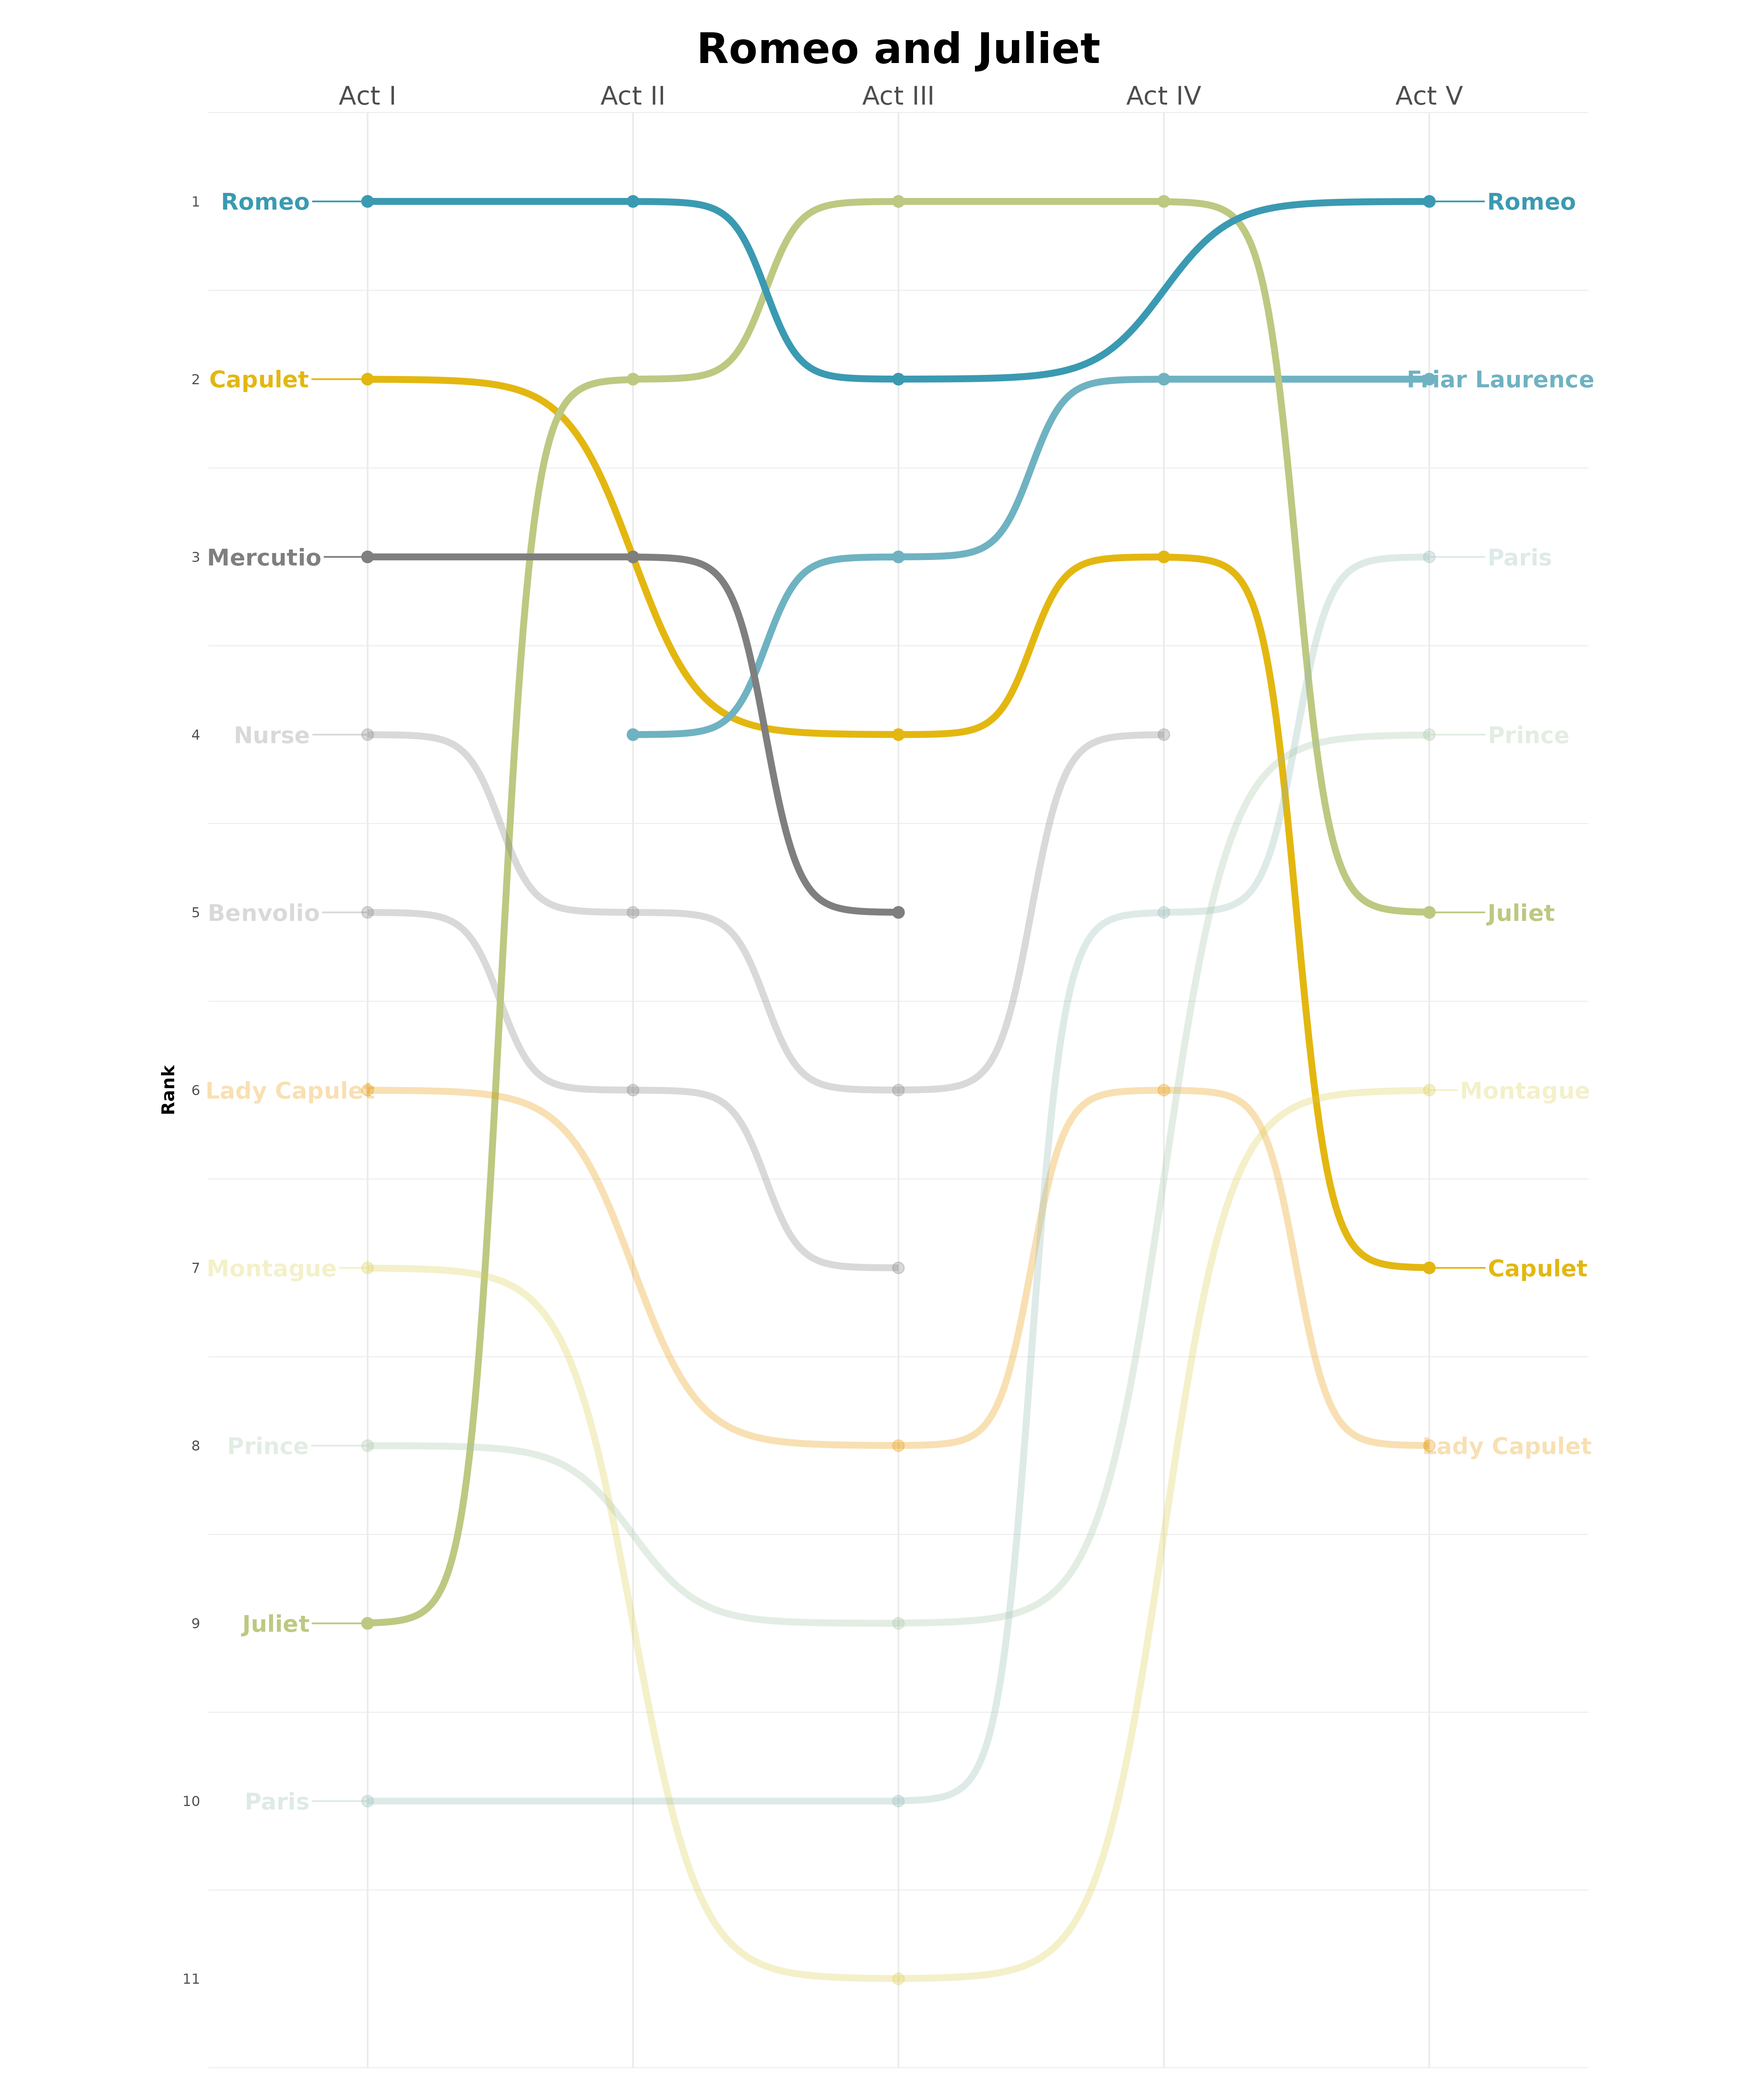 Romeo and Juliet
Act I Act II Act III Act IV Act V
1 Romeo Romeo
2 Capulet Friar Laurence
3 Mercutio Paris
4 Nurse Prince
5 Benvolio Juliet
Rank
6 Lady Capulet Montague
7 Montague Capulet
8 Prince Lady Capulet
9 Juliet
10 Paris
11